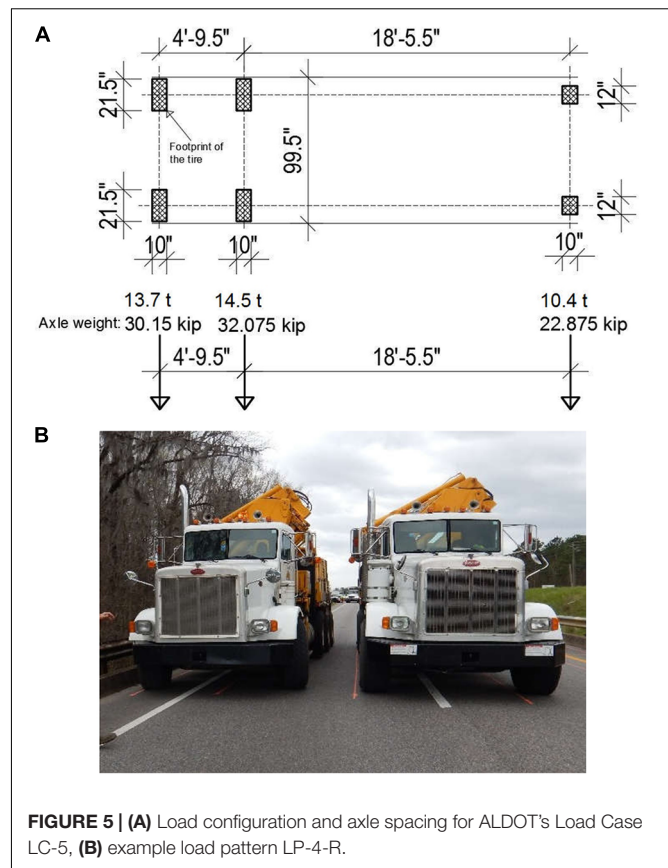 A
4'-9.5" 18'-5.5"
21.5" 99.5" 12"
Footprint of
the tire
21.5" 12"
10" 10" 10"
13.7 t 14.5 t 10.4 t
Axle weight: 30.15 kip 32.075 kip 22.875 kip
4'-9.5" 18'-5.5"
B
FIGURE 5 | (A) Load configuration and axle spacing for ALDOT's Load Case
LC-5, (B) example load pattern LP-4-R.